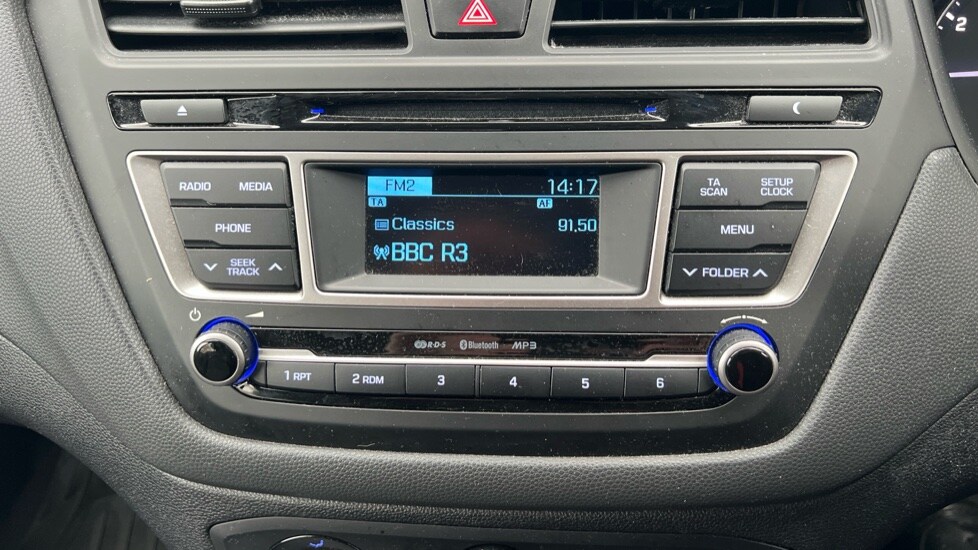 2
RADIO MEDIA
PHONE
SEEK
TRACK
FM2 14:17
TA AF
Classics 91.50
BBC R3
TA
SCAN
SETUP
CLOCK
MENU
FOLDER
R·D·S Bluetooth MP3
1 RPT 2 RDM 3 4 5 6